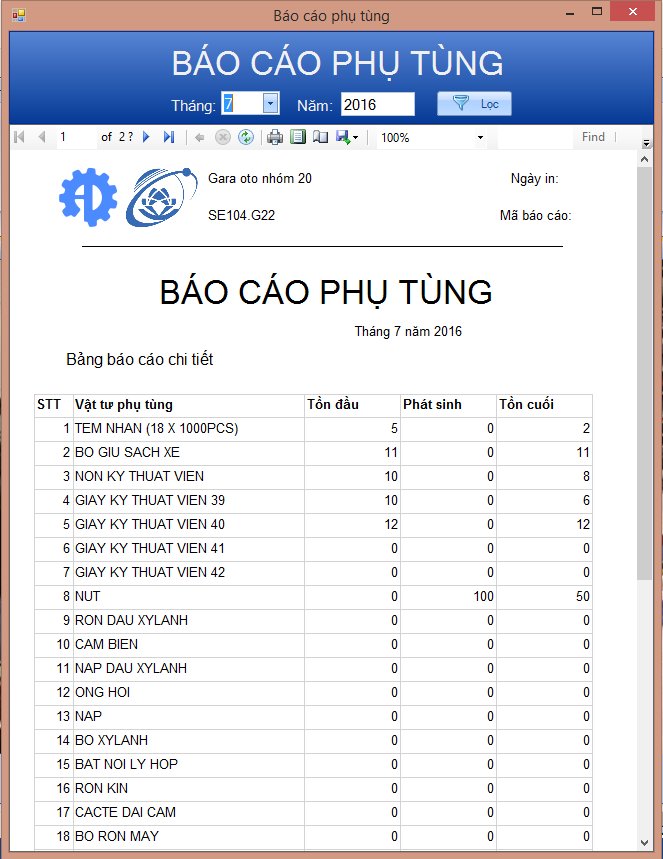 Báo cáo phụ tùng
BÁO CÁO PHỤ TÙNG
Tháng: 7 Năm: 2016 Lọc
1 of 2 ? 100% Find
Gara oto nhóm 20 Ngày in:
SE104.G22 Mã báo cáo:
BÁO CÁO PHỤ TÙNG
Tháng 7 năm 2016
Bảng báo cáo chi tiết
STT Vật tư phụ tùng Tồn đầu Phát sinh Tồn cuối
1 TEM NHAN (18 X 1000PCS) 5 0 2
2 BO GIU SACH XE 11 0 11
3 NON KY THUAT VIEN 10 0 8
4 GIAY KY THUAT VIEN 39 10 0 6
5 GIAY KY THUAT VIEN 40 12 0 12
6 GIAY KY THUAT VIEN 41 0 0 0
7 GIAY KY THUAT VIEN 42 0 0 0
8 NUT 0 100 50
9 RON DAU XYLANH 0 0 0
10 CAM BIEN 0 0 0
11 NAP DAU XYLANH 0 0 0
12 ONG HOI 0 0 0
13 NAP 0 0 0
14 BO XYLANH 0 0 0
15 BAT NOI LY HOP 0 0 0
16 RON KIN 0 0 0
17 CACTE DAI CAM 0 0 0
18 BO RON MAY 0 0 0